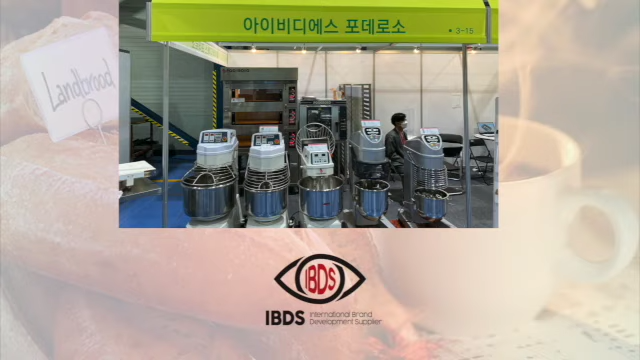 아이비디에스 포데로소
3-15
Landbrood
IBDS
IBDS International Brand
Development Supplier